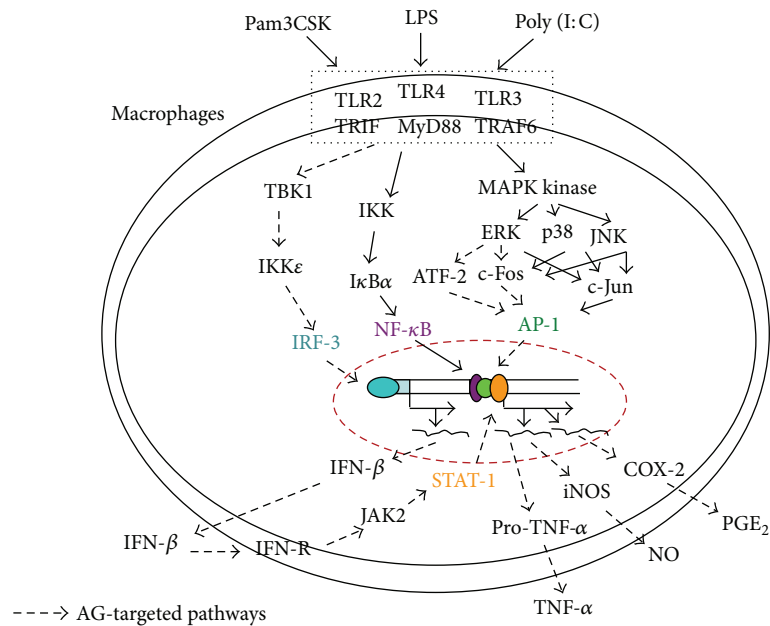 Pam3CSK
LPS
Poly (I: C)
Macrophages
TLR2
TLR4
TLR3
TRIF
MyD88
TRAF6
TBK1
IKK
MAPK kinase
ERK
p38
JNK
IKKε
IκBα
ATF-2
c-Fos
c-Jun
IRF-3
NF-κB
AP-1
IFN-β
STAT-1
COX-2
iNOS
JAK2
Pro-TNF-α
PGE₂
IFN-β
IFN-R
NO
TNF-α
AG-targeted pathways